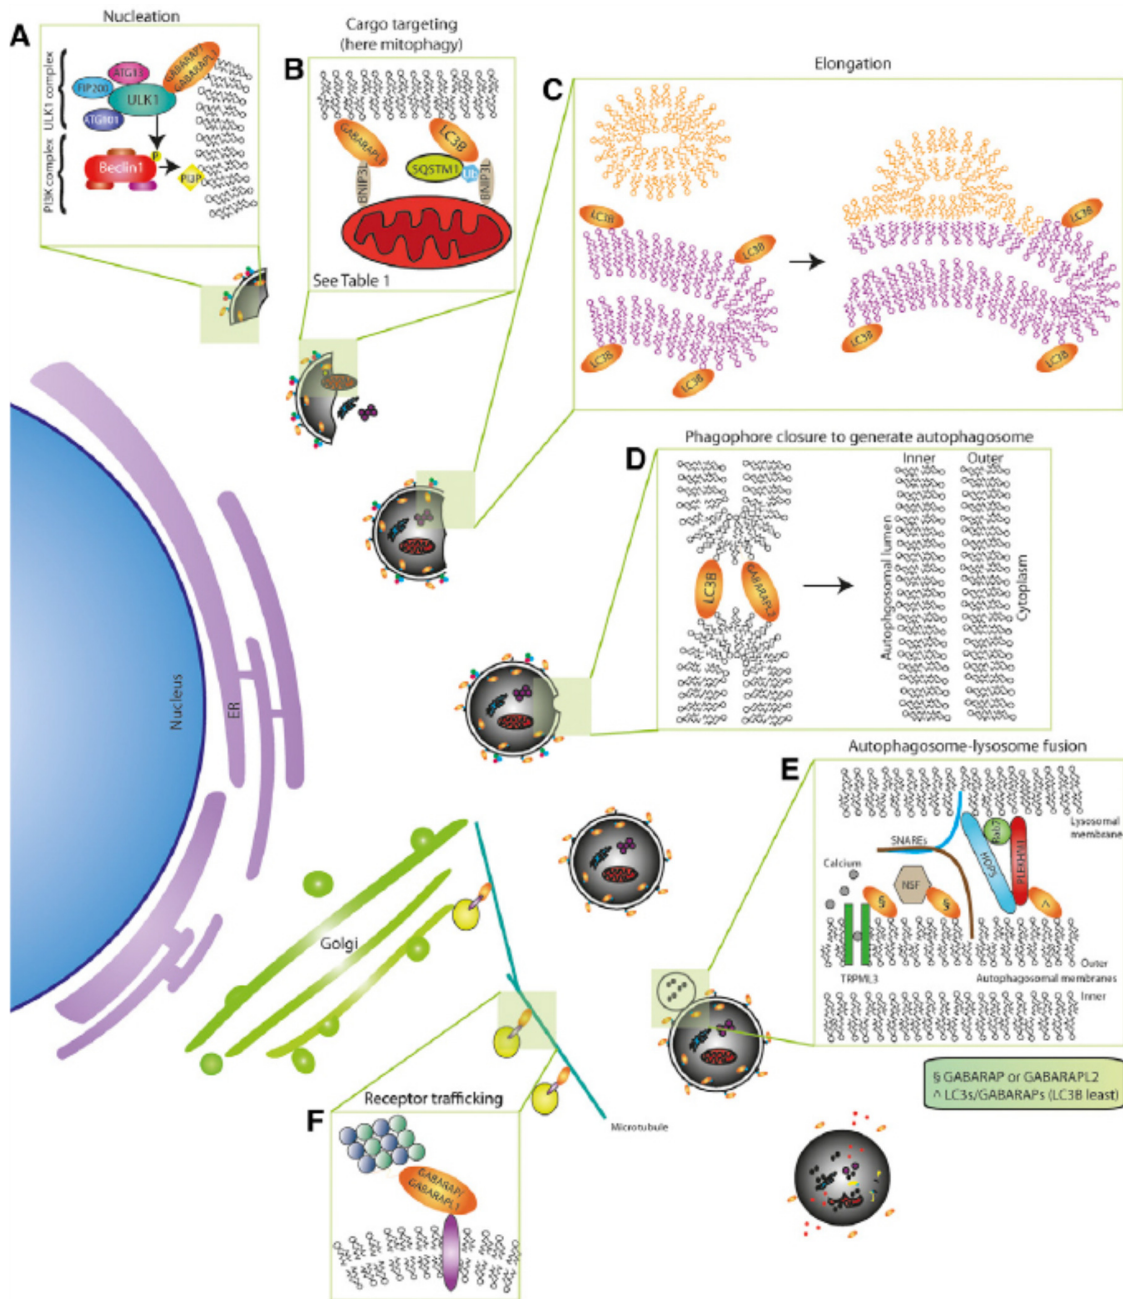 A
Nucleation
ULK1 complex
PI3K complex
ATG13
FIP200
ULK1
ATG101
GABARAP/
GABARAPL1
P
Beclin1
PI3P
B
Cargo targeting
(here mitophagy)
GABARAPL1
LC3B
SQSTM1
Ub
BNIP3L
BNIP3L
See Table 1
C
Elongation
LC3B
LC3B
LC3B
LC3B
LC3B
LC3B
LC3B
D
Phagophore closure to generate autophagosome
Inner
Outer
LC3B
GABARAPL2
Autophagosomal lumen
Cytoplasm
Nucleus
ER
Golgi
Microtubule
E
Autophagosome-lysosome fusion
Lysosomal
membrane
SNAREs
HOPS
Rab7
PLEKHM1
Calcium
§
NSF
§
^
TRPML3
Outer
Autophagosomal membranes
Inner
§ GABARAP or GABARAPL2
^ LC3s/GABARAPs (LC3B least)
F
Receptor trafficking
GABARAP/
GABARAPL1